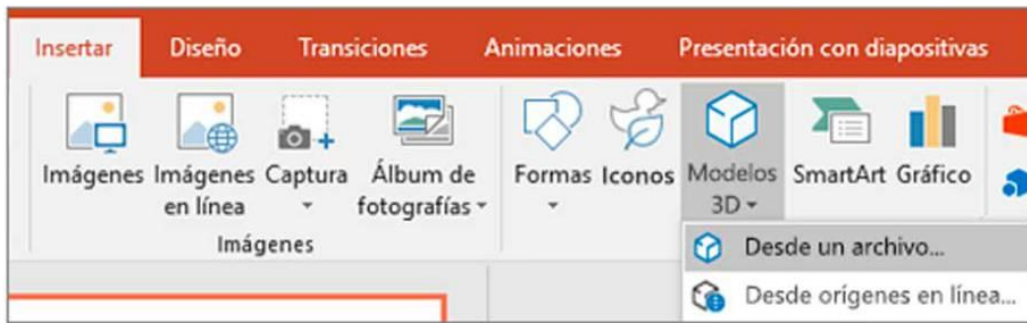 Insertar Diseño Transiciones Animaciones Presentación con diapositivas
Imágenes Imágenes Captura Álbum de Formas Iconos Modelos SmartArt Gráfico
en línea fotografías 3D
Imágenes
Desde un archivo...
Desde orígenes en línea...